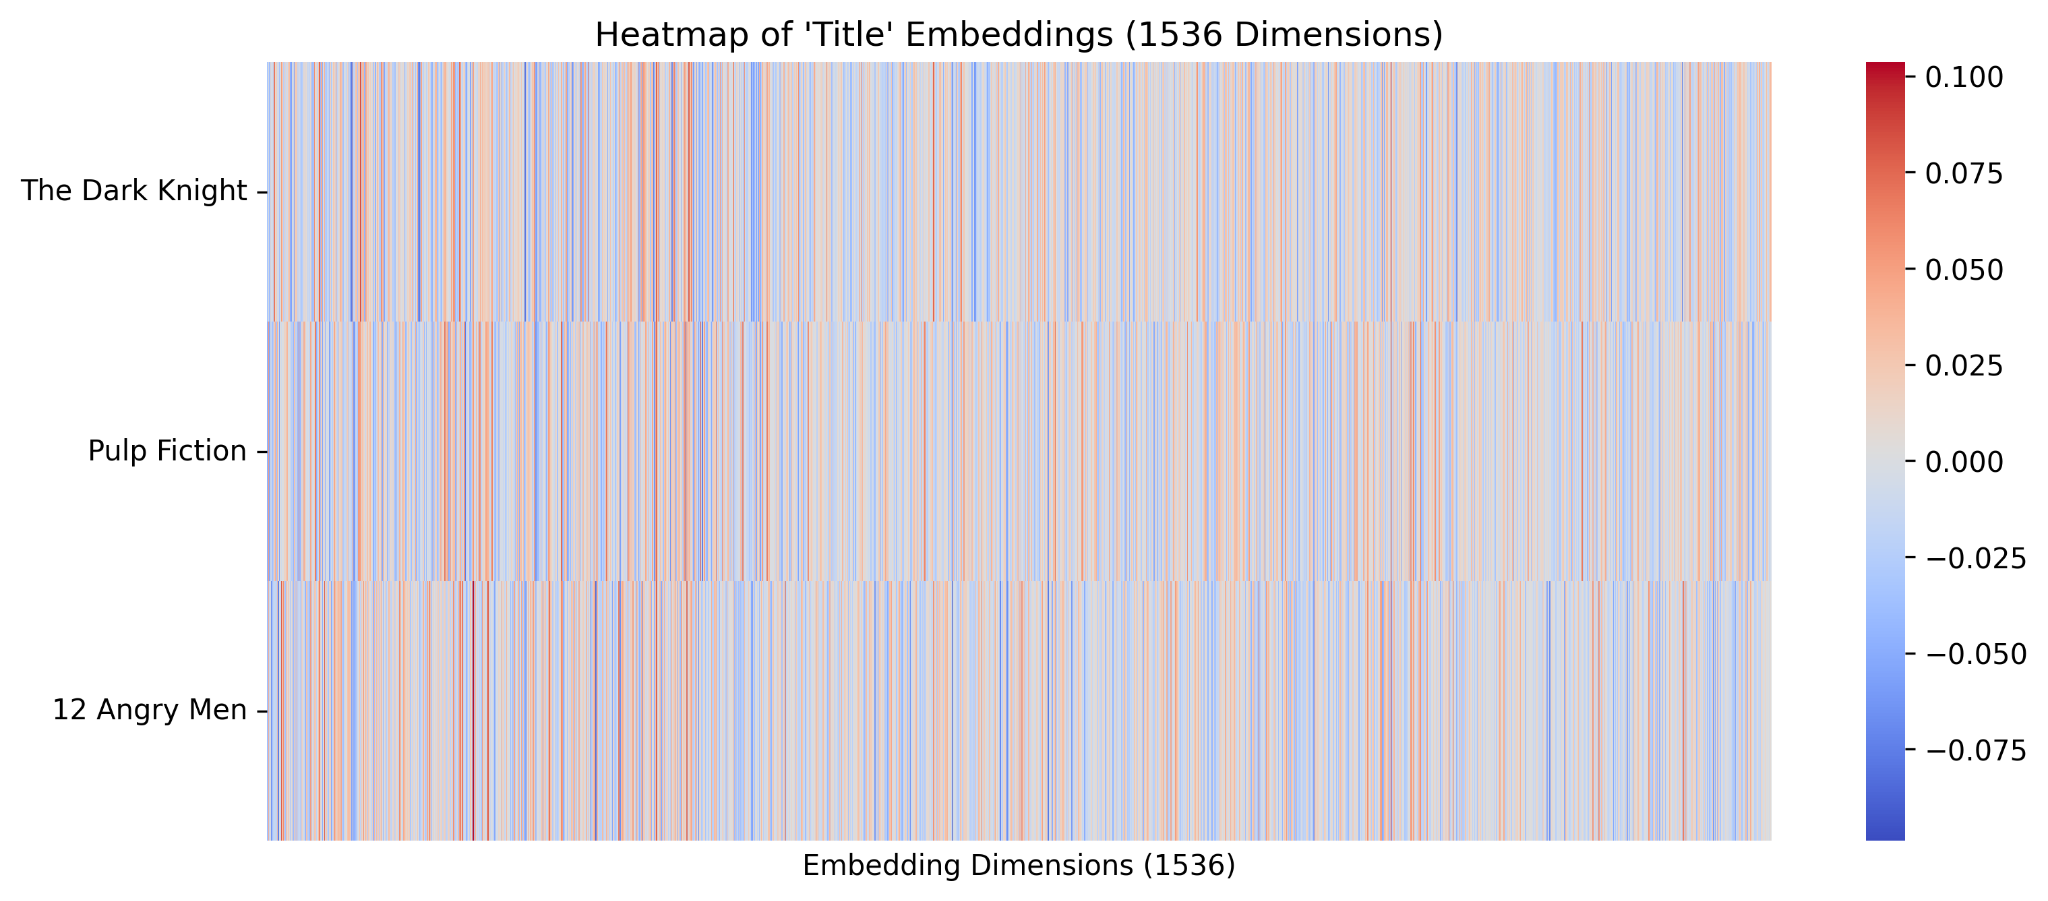 Heatmap of 'Title' Embeddings (1536 Dimensions)
The Dark Knight
Pulp Fiction
12 Angry Men
Embedding Dimensions (1536)
0.100
0.075
0.050
0.025
0.000
−0.025
−0.050
−0.075